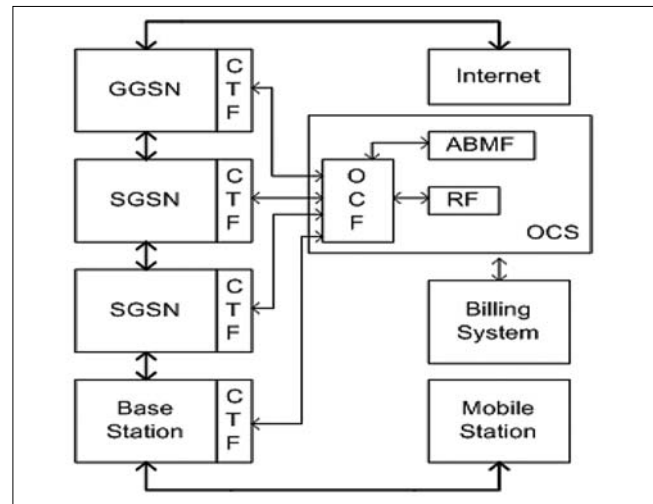 GGSN
C
T
F
Internet
SGSN
C
T
F
O
C
F
ABMF
RF
OCS
SGSN
C
T
F
Billing
System
Base
Station
C
T
F
Mobile
Station